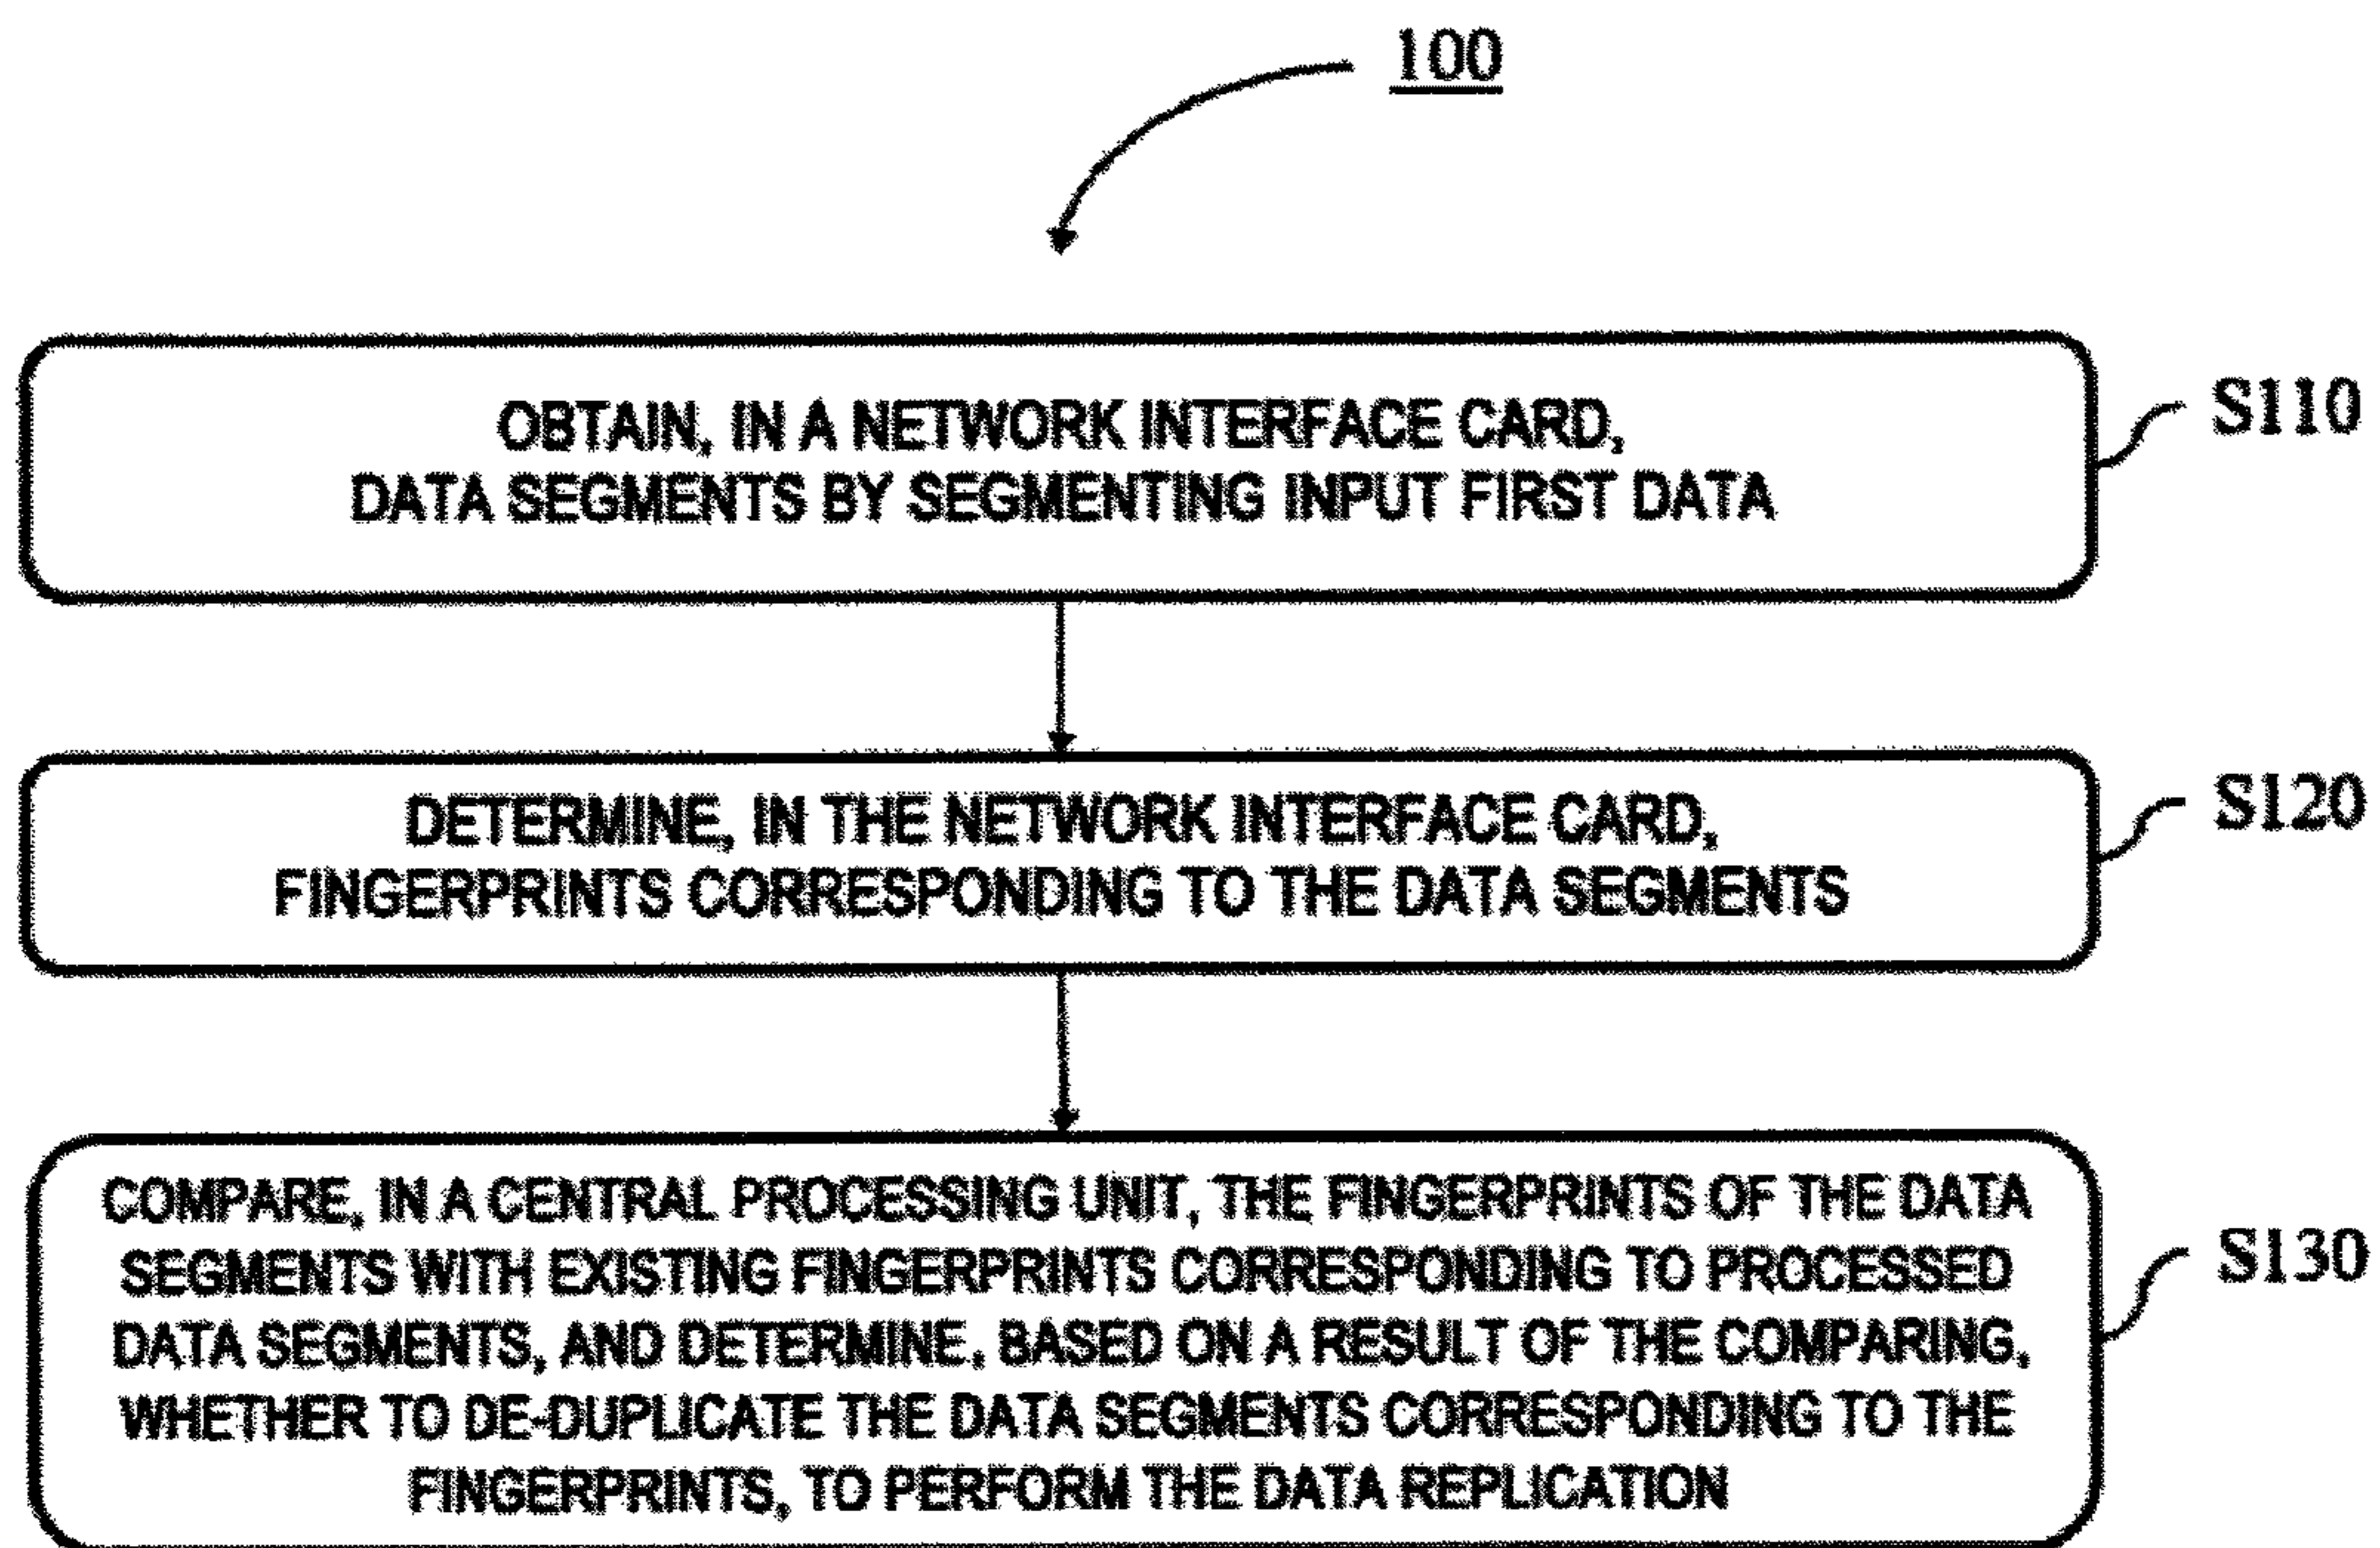 100
OBTAIN, IN A NETWORK INTERFACE CARD,
DATA SEGMENTS BY SEGMENTING INPUT FIRST DATA
S110
DETERMINE, IN THE NETWORK INTERFACE CARD,
FINGERPRINTS CORRESPONDING TO THE DATA SEGMENTS
S120
COMPARE, IN A CENTRAL PROCESSING UNIT, THE FINGERPRINTS OF THE DATA
SEGMENTS WITH EXISTING FINGERPRINTS CORRESPONDING TO PROCESSED
DATA SEGMENTS, AND DETERMINE, BASED ON A RESULT OF THE COMPARING,
WHETHER TO DE-DUPLICATE THE DATA SEGMENTS CORRESPONDING TO THE
FINGERPRINTS, TO PERFORM THE DATA REPLICATION
S130